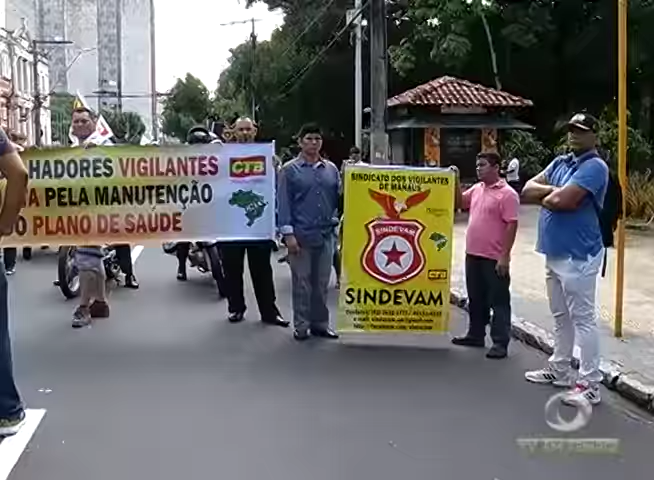 HADORES VIGILANTES
A PELA MANUTENÇÃO
O PLANO DE SAÚDE
CTB
SINDICATO DOS VIGILANTES
DE MANAUS
SINDEVAM
CTB
SINDEVAM